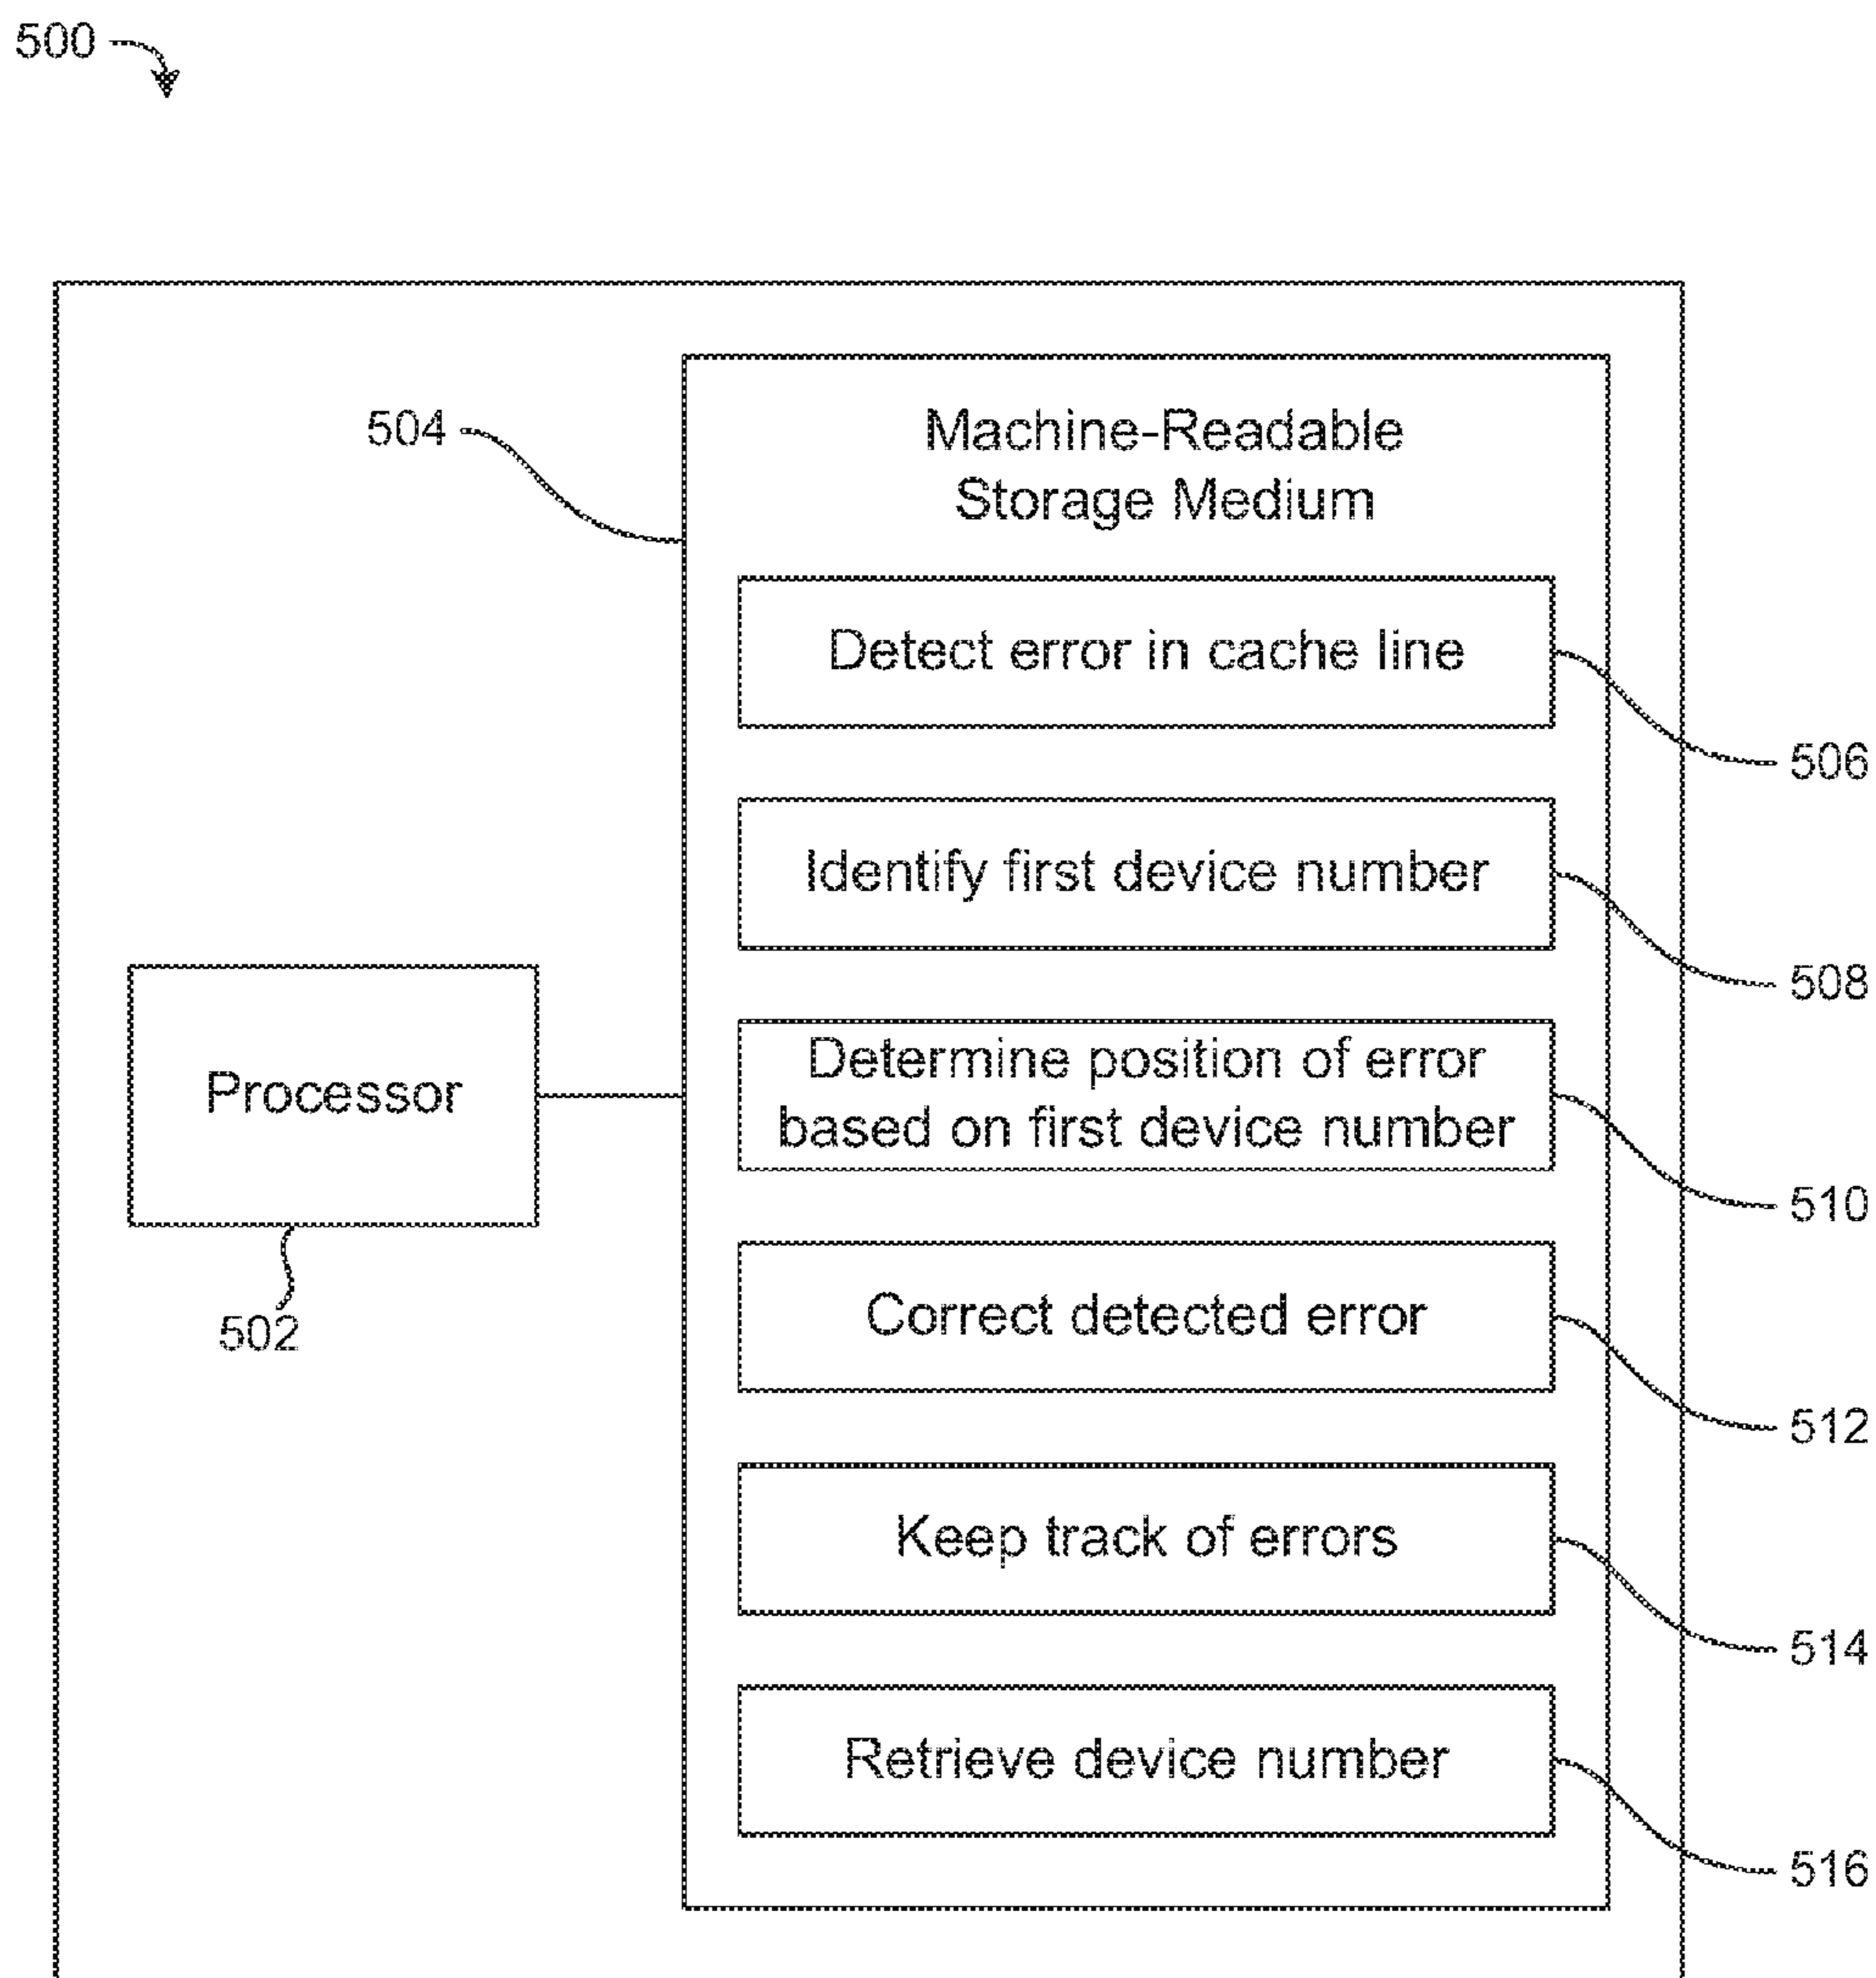 500
504
Machine-Readable
Storage Medium
Detect error in cache line
506
Identify first device number
508
Processor
502
Determine position of error
based on first device number
510
Correct detected error
512
Keep track of errors
514
Retrieve device number
516